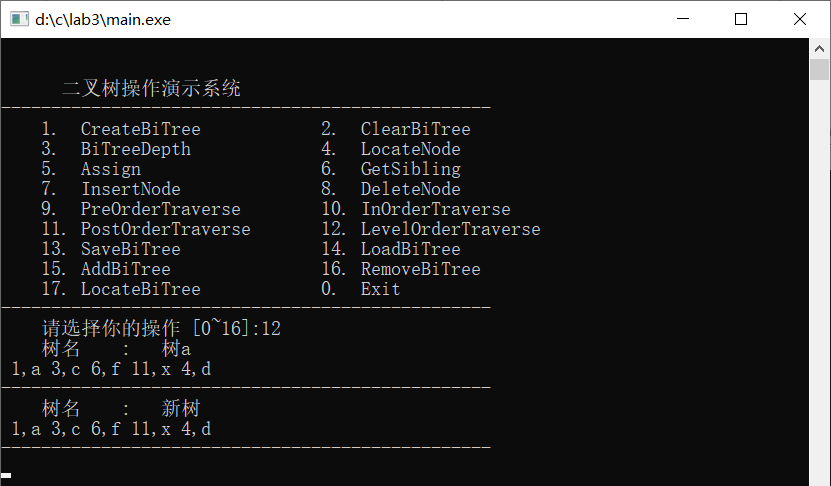 d:\c\lab3\main.exe
二叉树操作演示系统
-------------------------------------------------
1. CreateBiTree 2. ClearBiTree
3. BiTreeDepth 4. LocateNode
5. Assign 6. GetSibling
7. InsertNode 8. DeleteNode
9. PreOrderTraverse 10. InOrderTraverse
11. PostOrderTraverse 12. LevelOrderTraverse
13. SaveBiTree 14. LoadBiTree
15. AddBiTree 16. RemoveBiTree
17. LocateBiTree 0. Exit
-------------------------------------------------
请选择你的操作 [0~16]:12
树名 : 树a
1,a 3,c 6,f 11,x 4,d
-------------------------------------------------
树名 : 新树
1,a 3,c 6,f 11,x 4,d
-------------------------------------------------